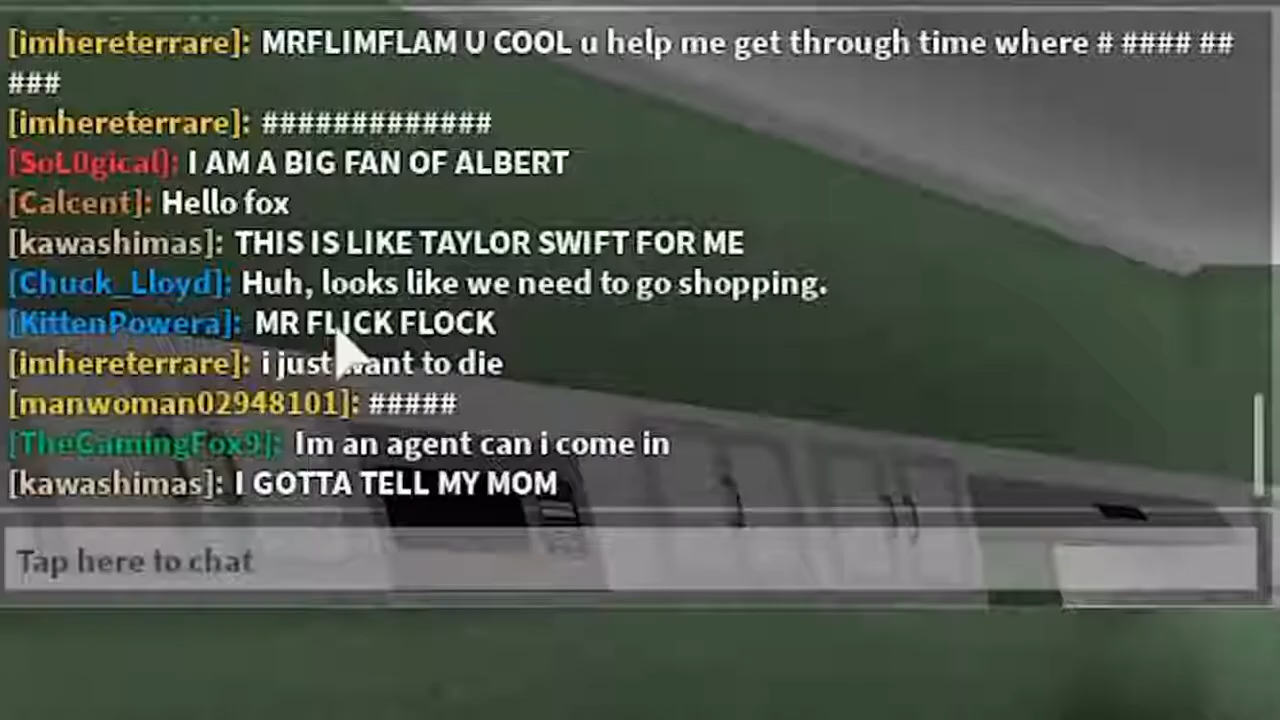 [imhereterrare]: MRFLIMFLAM U COOL u help me get through time where # #### ##
###
[imhereterrare]: #############
[SoL0gical]: I AM A BIG FAN OF ALBERT
[Calcent]: Hello fox
[kawashimas]: THIS IS LIKE TAYLOR SWIFT FOR ME
[Chuck_Lloyd]: Huh, looks like we need to go shopping.
[KittenPowera]: MR FLICK FLOCK
[imhereterrare]: i just want to die
[manwoman02948101]: #####
[TheGamingFox9]: Im an agent can i come in
[kawashimas]: I GOTTA TELL MY MOM
Tap here to chat